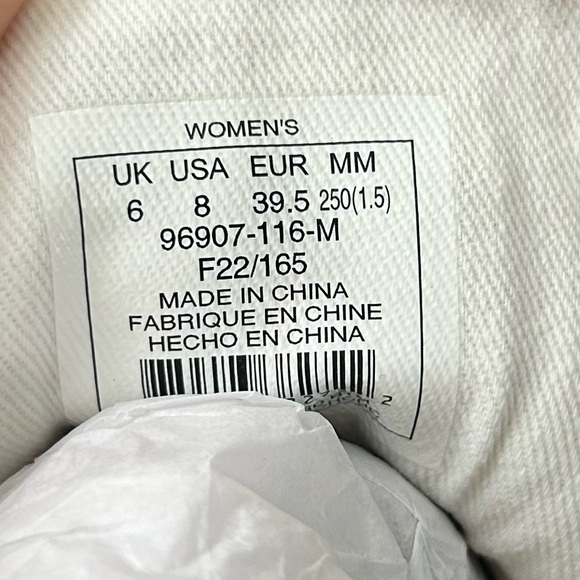 WOMEN'S
UK USA EUR MM
6 8 39.5 250(1.5)
96907-116-M
F22/165
MADE IN CHINA
FABRIQUE EN CHINE
HECHO EN CHINA